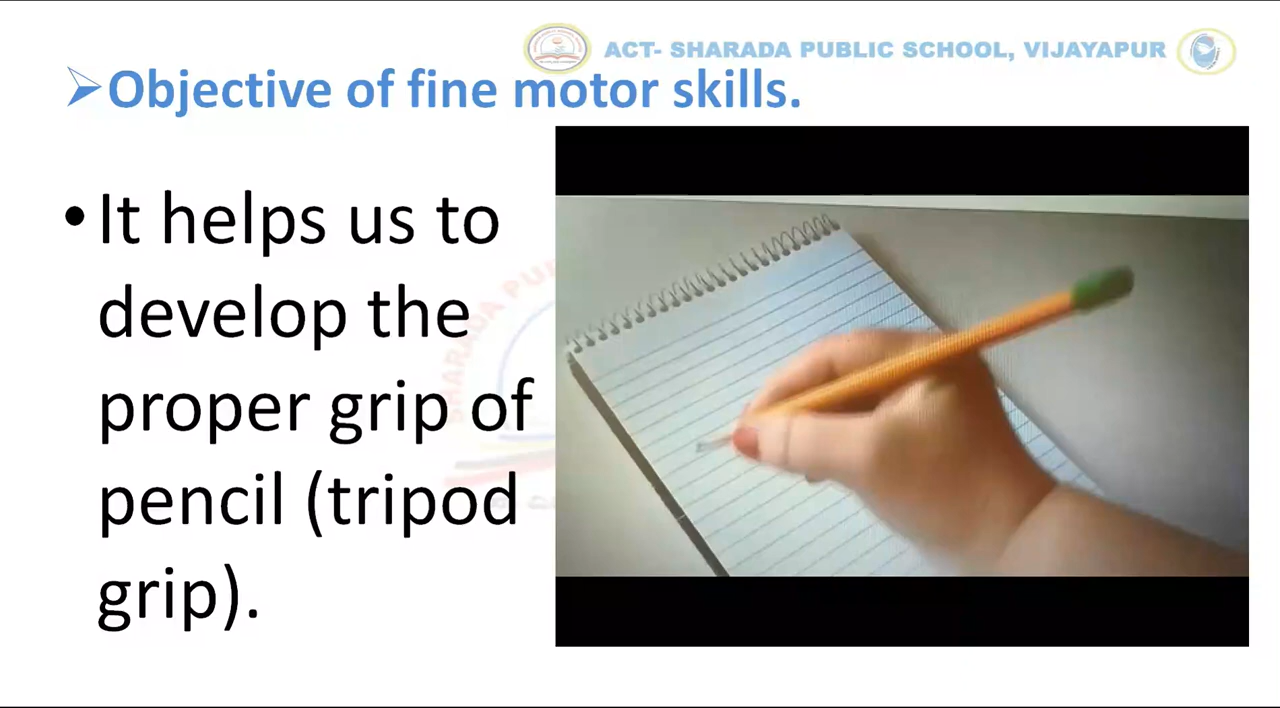 ACT- SHARADA PUBLIC SCHOOL, VIJAYAPUR
➢Objective of fine motor skills.
•It helps us to
develop the
proper grip of
pencil (tripod
grip).